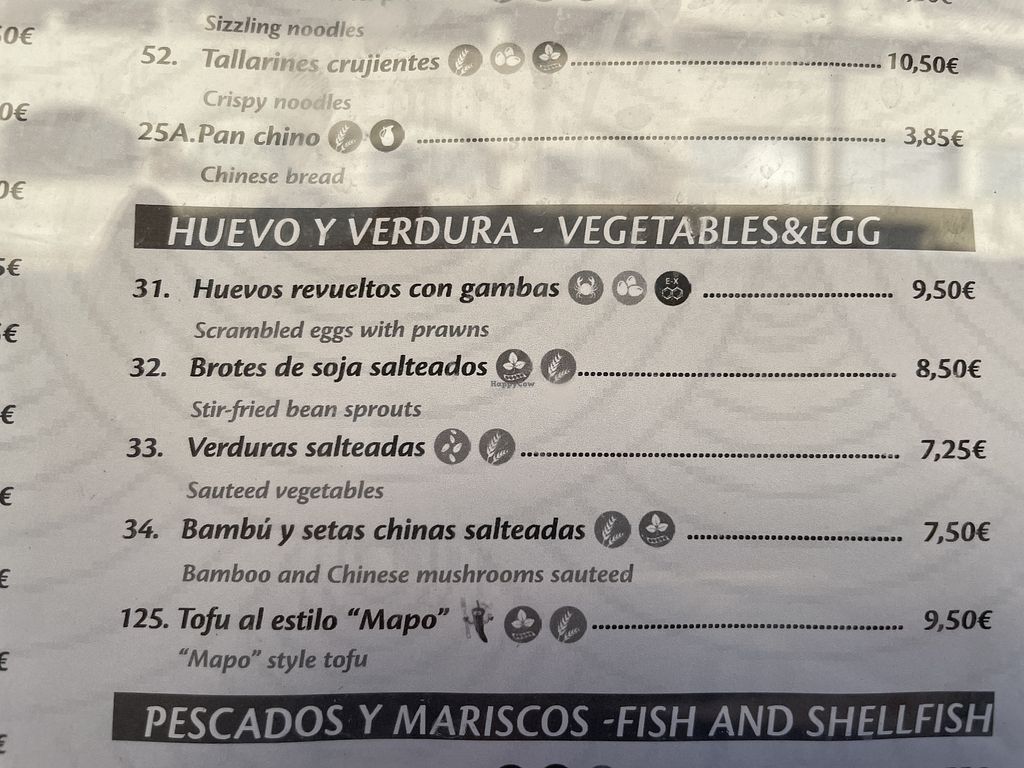 Sizzling noodles
52. Tallarines crujientes 10,50€
Crispy noodles
25A. Pan chino 3,85€
Chinese bread
HUEVO Y VERDURA - VEGETABLES&EGG
31. Huevos revueltos con gambas E-X 9,50€
Scrambled eggs with prawns
32. Brotes de soja salteados 8,50€
HappyCow
Stir-fried bean sprouts
33. Verduras salteadas 7,25€
Sauteed vegetables
34. Bambú y setas chinas salteadas 7,50€
Bamboo and Chinese mushrooms sauteed
125. Tofu al estilo “Mapo” 9,50€
“Mapo” style tofu
PESCADOS Y MARISCOS -FISH AND SHELLFISH